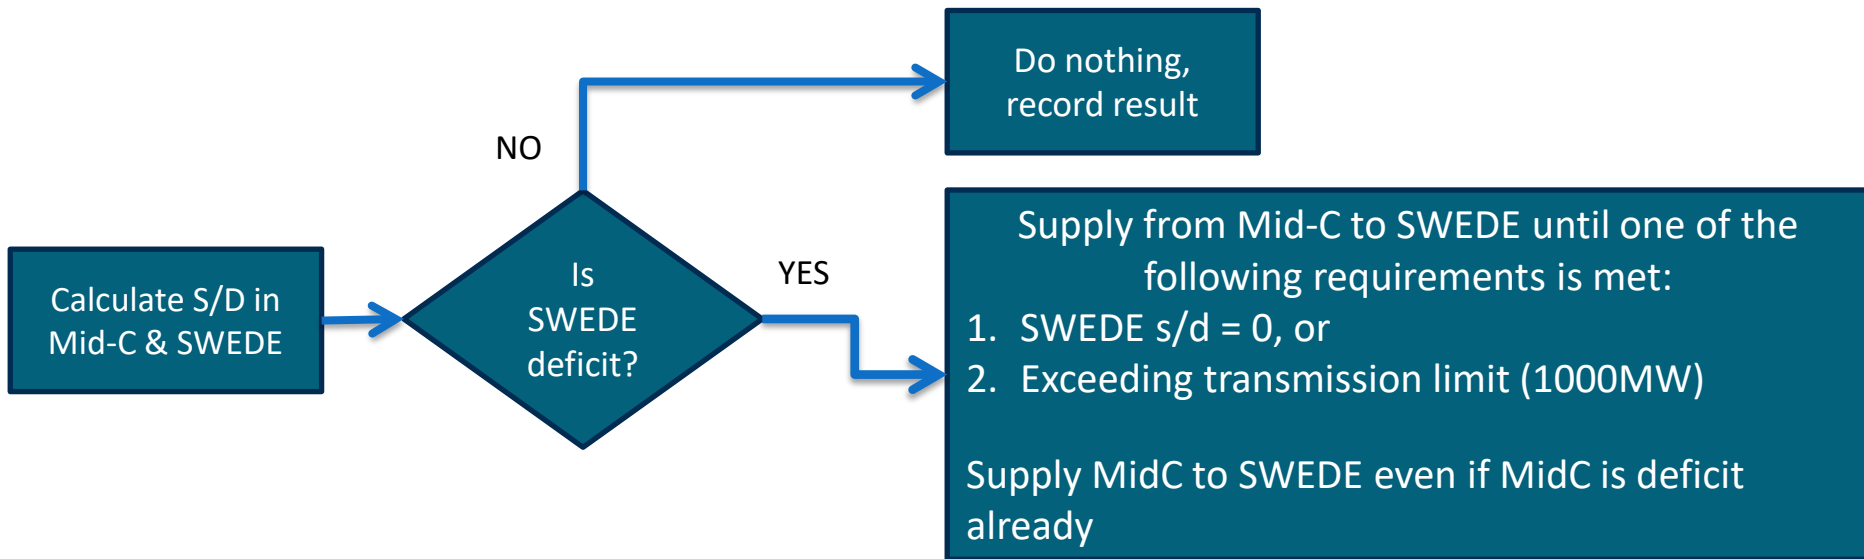 Calculate S/D in
Mid-C & SWEDE
Is
SWEDE
deficit?
NO
Do nothing,
record result
YES
Supply from Mid-C to SWEDE until one of the
following requirements is met:
1. SWEDE s/d = 0, or
2. Exceeding transmission limit (1000MW)
Supply MidC to SWEDE even if MidC is deficit
already